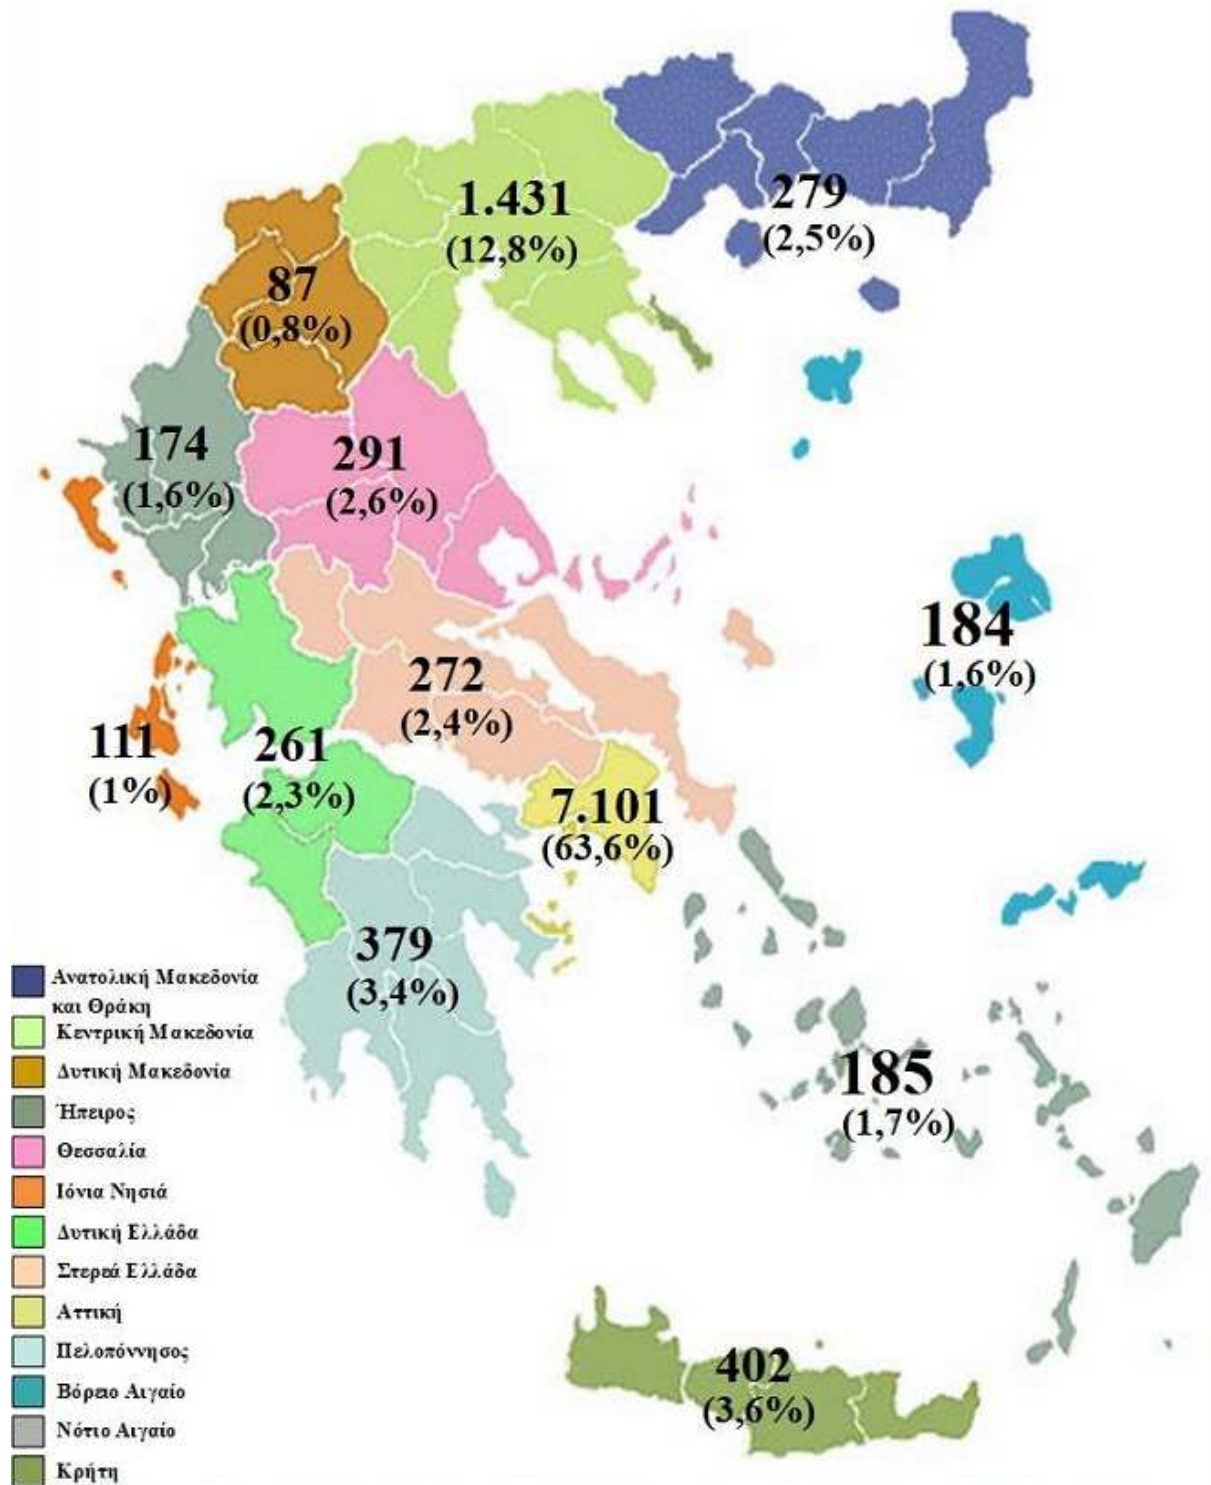 1.431
(12,8%)
279
(2,5%)
87
(0,8%)
174
(1,6%)
291
(2,6%)
184
(1,6%)
272
(2,4%)
111
(1%)
261
(2,3%)
7.101
(63,6%)
379
(3,4%)
185
(1,7%)
402
(3,6%)
Ανατολική Μακεδονία
και Θράκη
Κεντρική Μακεδονία
Δυτική Μακεδονία
Ήπειρος
Θεσσαλία
Ιόνια Νησιά
Δυτική Ελλάδα
Στερεά Ελλάδα
Αττική
Πελοπόννησος
Βόρειο Αιγαίο
Νότιο Αιγαίο
Κρήτη